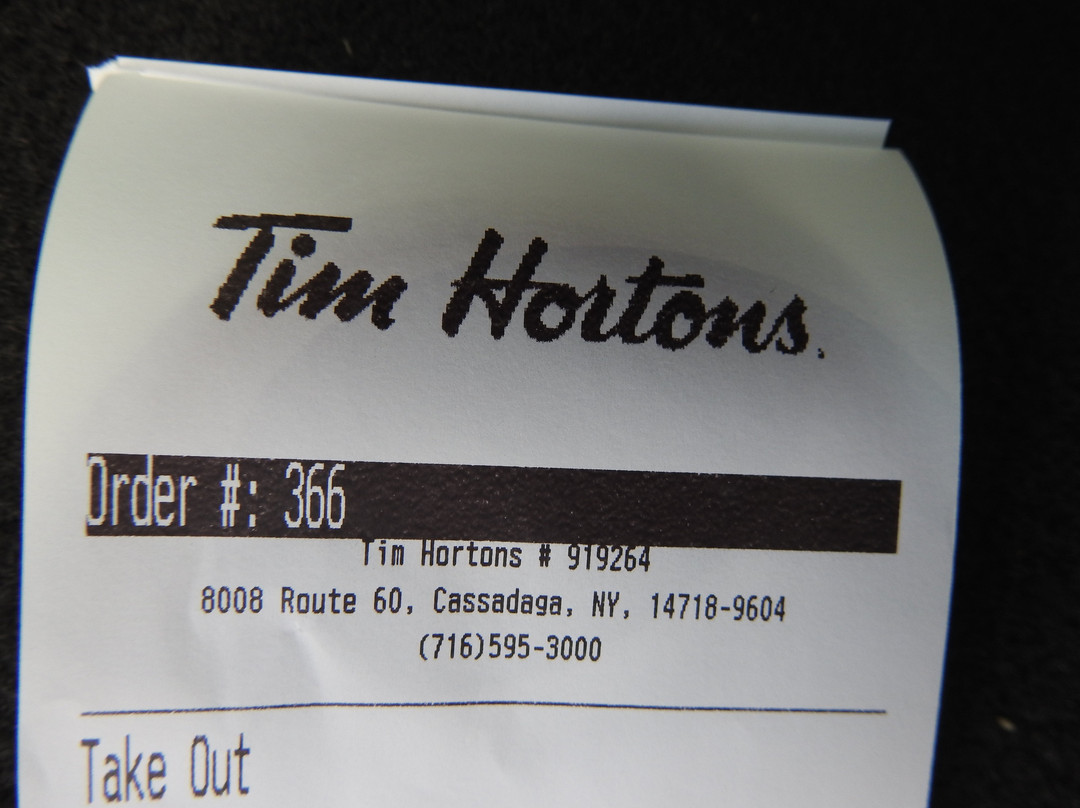 Tim Hortons.
Order #: 366
Tim Hortons # 919264
8008 Route 60, Cassadaga, NY, 14718-9604
(716)595-3000
Take Out